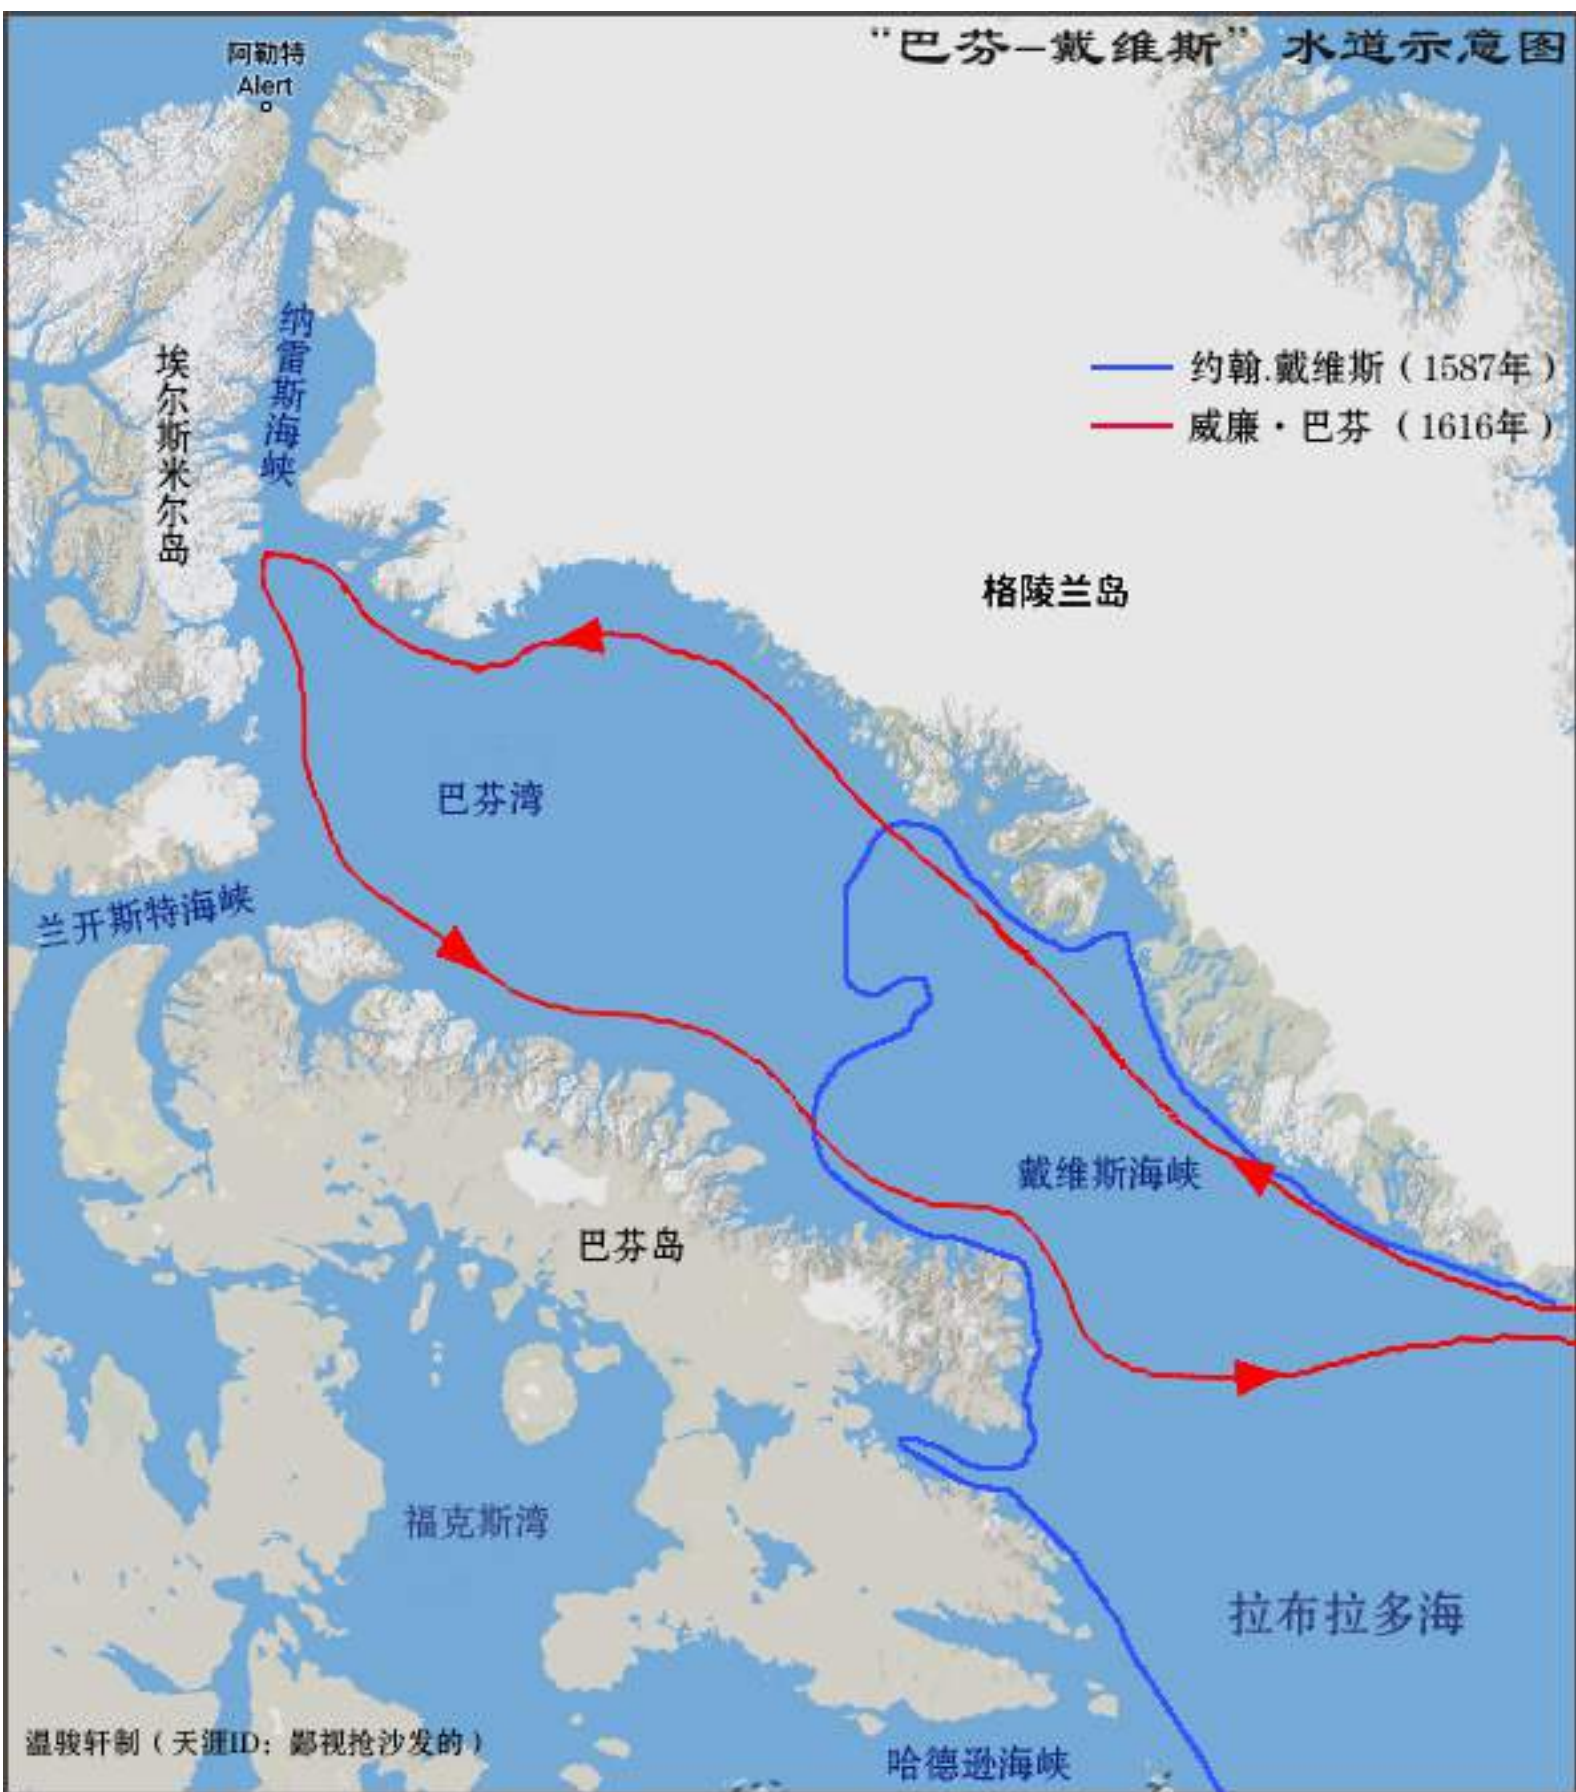 阿勒特
Alert
“巴芬-戴维斯”水道示意图
纳雷斯海峡
埃尔斯米尔岛
约翰.戴维斯（1587年）
威廉·巴芬（1616年）
格陵兰岛
巴芬湾
兰开斯特海峡
戴维斯海峡
巴芬岛
福克斯湾
拉布拉多海
温骏轩制（天涯ID：鄙视抢沙发的）
哈德逊海峡